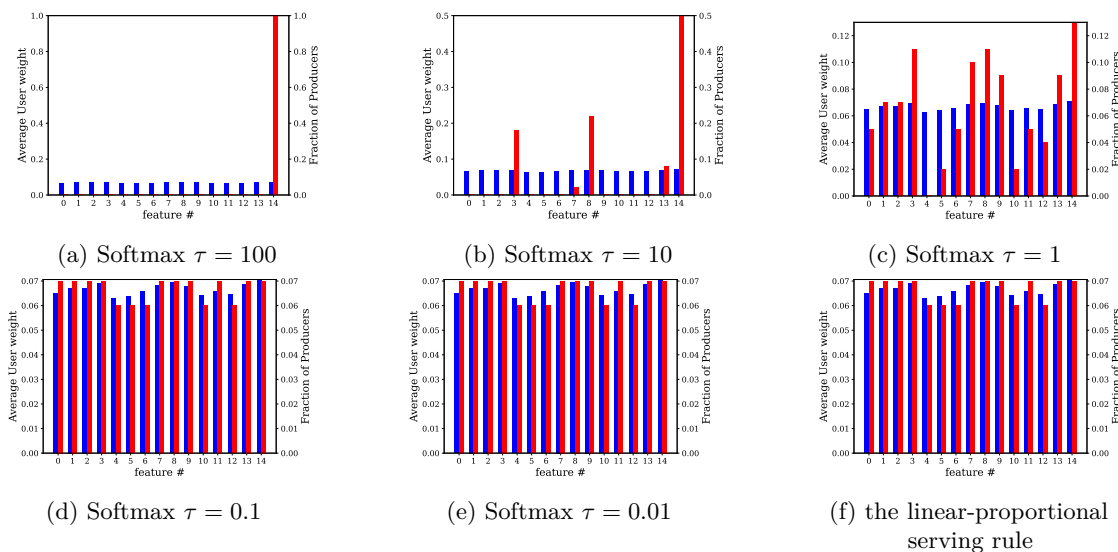 1.0 1.0 0.5 0.5
0.12 0.12
0.8 0.8 0.4 0.4
0.10 0.10
0.6 0.6 0.3 0.3 0.08 0.08
0.06 0.06
0.4 0.4 0.2 0.2
0.04 0.04
0.2 0.2 0.1 0.1
0.02 0.02
0.0 0.0 0.0 0.0 0.00 0.00
Average User weight Fraction of Producers Average User weight Fraction of Producers Average User weight Fraction of Producers
0 1 2 3 4 5 6 7 8 9 10 11 12 13 14 0 1 2 3 4 5 6 7 8 9 10 11 12 13 14 0 1 2 3 4 5 6 7 8 9 10 11 12 13 14
feature # feature # feature #
(a) Softmax τ = 100 (b) Softmax τ = 10 (c) Softmax τ = 1
0.07 0.07 0.07 0.07 0.07 0.07
0.06 0.06 0.06 0.06 0.06 0.06
0.05 0.05 0.05 0.05 0.05 0.05
0.04 0.04 0.04 0.04 0.04 0.04
0.03 0.03 0.03 0.03 0.03 0.03
0.02 0.02 0.02 0.02 0.02 0.02
0.01 0.01 0.01 0.01 0.01 0.01
0.00 0.00 0.00 0.00 0.00 0.00
Average User weight Fraction of Producers Average User weight Fraction of Producers Average User weight Fraction of Producers
0 1 2 3 4 5 6 7 8 9 10 11 12 13 14 0 1 2 3 4 5 6 7 8 9 10 11 12 13 14 0 1 2 3 4 5 6 7 8 9 10 11 12 13 14
feature # feature # feature #
(d) Softmax τ = 0.1 (e) Softmax τ = 0.01 (f) the linear-proportional
serving rule